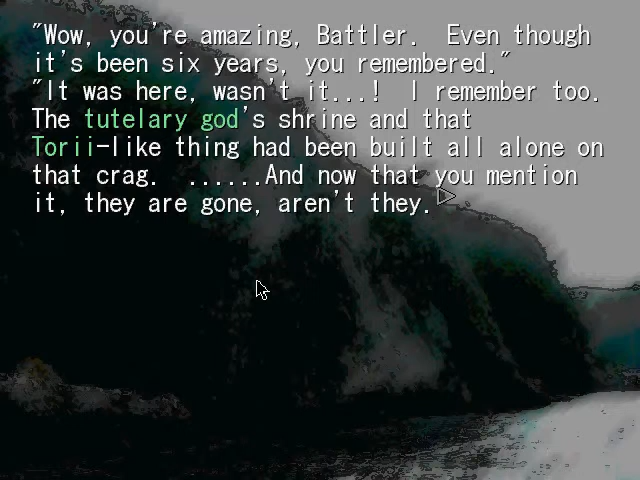 "Wow, you're amazing, Battler.  Even though
it's been six years, you remembered."
"It was here, wasn't it...!  I remember too.
The tutelary god's shrine and that
Torii-like thing had been built all alone on
that crag.  ......And now that you mention
it, they are gone, aren't they.